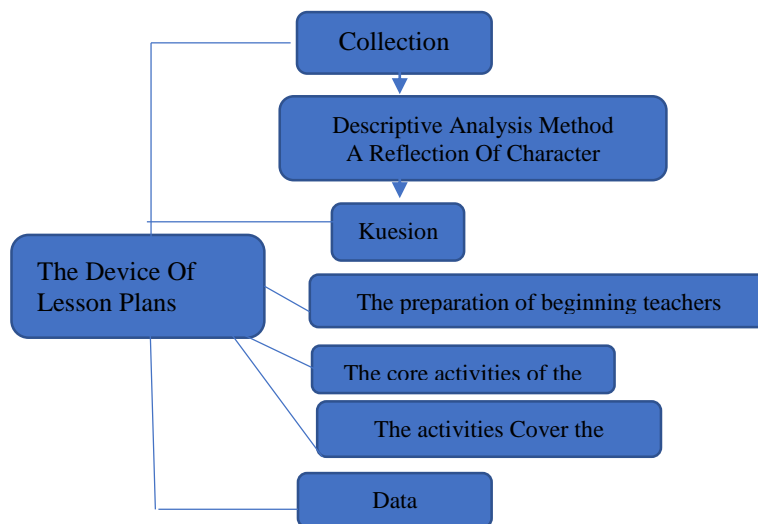 Collection
Descriptive Analysis Method
A Reflection Of Character
Kuesion
The Device Of
Lesson Plans
The preparation of beginning teachers
The core activities of the
The activities Cover the
Data